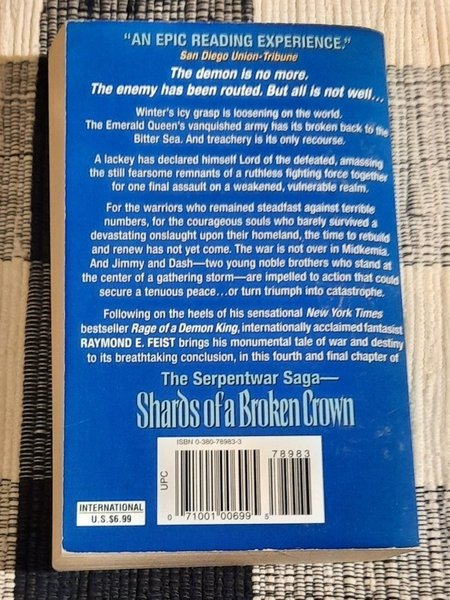 "AN EPIC READING EXPERIENCE."
San Diego Union-Tribune
The demon is no more.
The enemy has been routed. But all is not well...
Winter's icy grasp is loosening on the world.
The Emerald Queen's vanquished army has its broken back to the
Bitter Sea. And treachery is its only recourse.
A lackey has declared himself Lord of the defeated, amassing
the still fearsome remnants of a ruthless fighting force together
for one final assault on a weakened, vulnerable realm.
For the warriors who remained steadfast against terrible
numbers, for the courageous souls who barely survived a
devastating onslaught upon their homeland, the time to rebuild
and renew has not yet come. The war is not over in Midkemia.
And Jimmy and Dash—two young noble brothers who stand at
the center of a gathering storm—are impelled to action that could
secure a tenuous peace...or turn triumph into catastrophe.
Following on the heels of his sensational New York Times
bestseller Rage of a Demon King, internationally acclaimed fantasist
RAYMOND E. FEIST brings his monumental tale of war and destiny
to its breathtaking conclusion, in this fourth and final chapter of
The Serpentwar Saga—
Shards of a Broken Crown
ISBN 0-380-78983-3
78983
UPC
0 71001 00699 5
INTERNATIONAL
U.S.$6.99